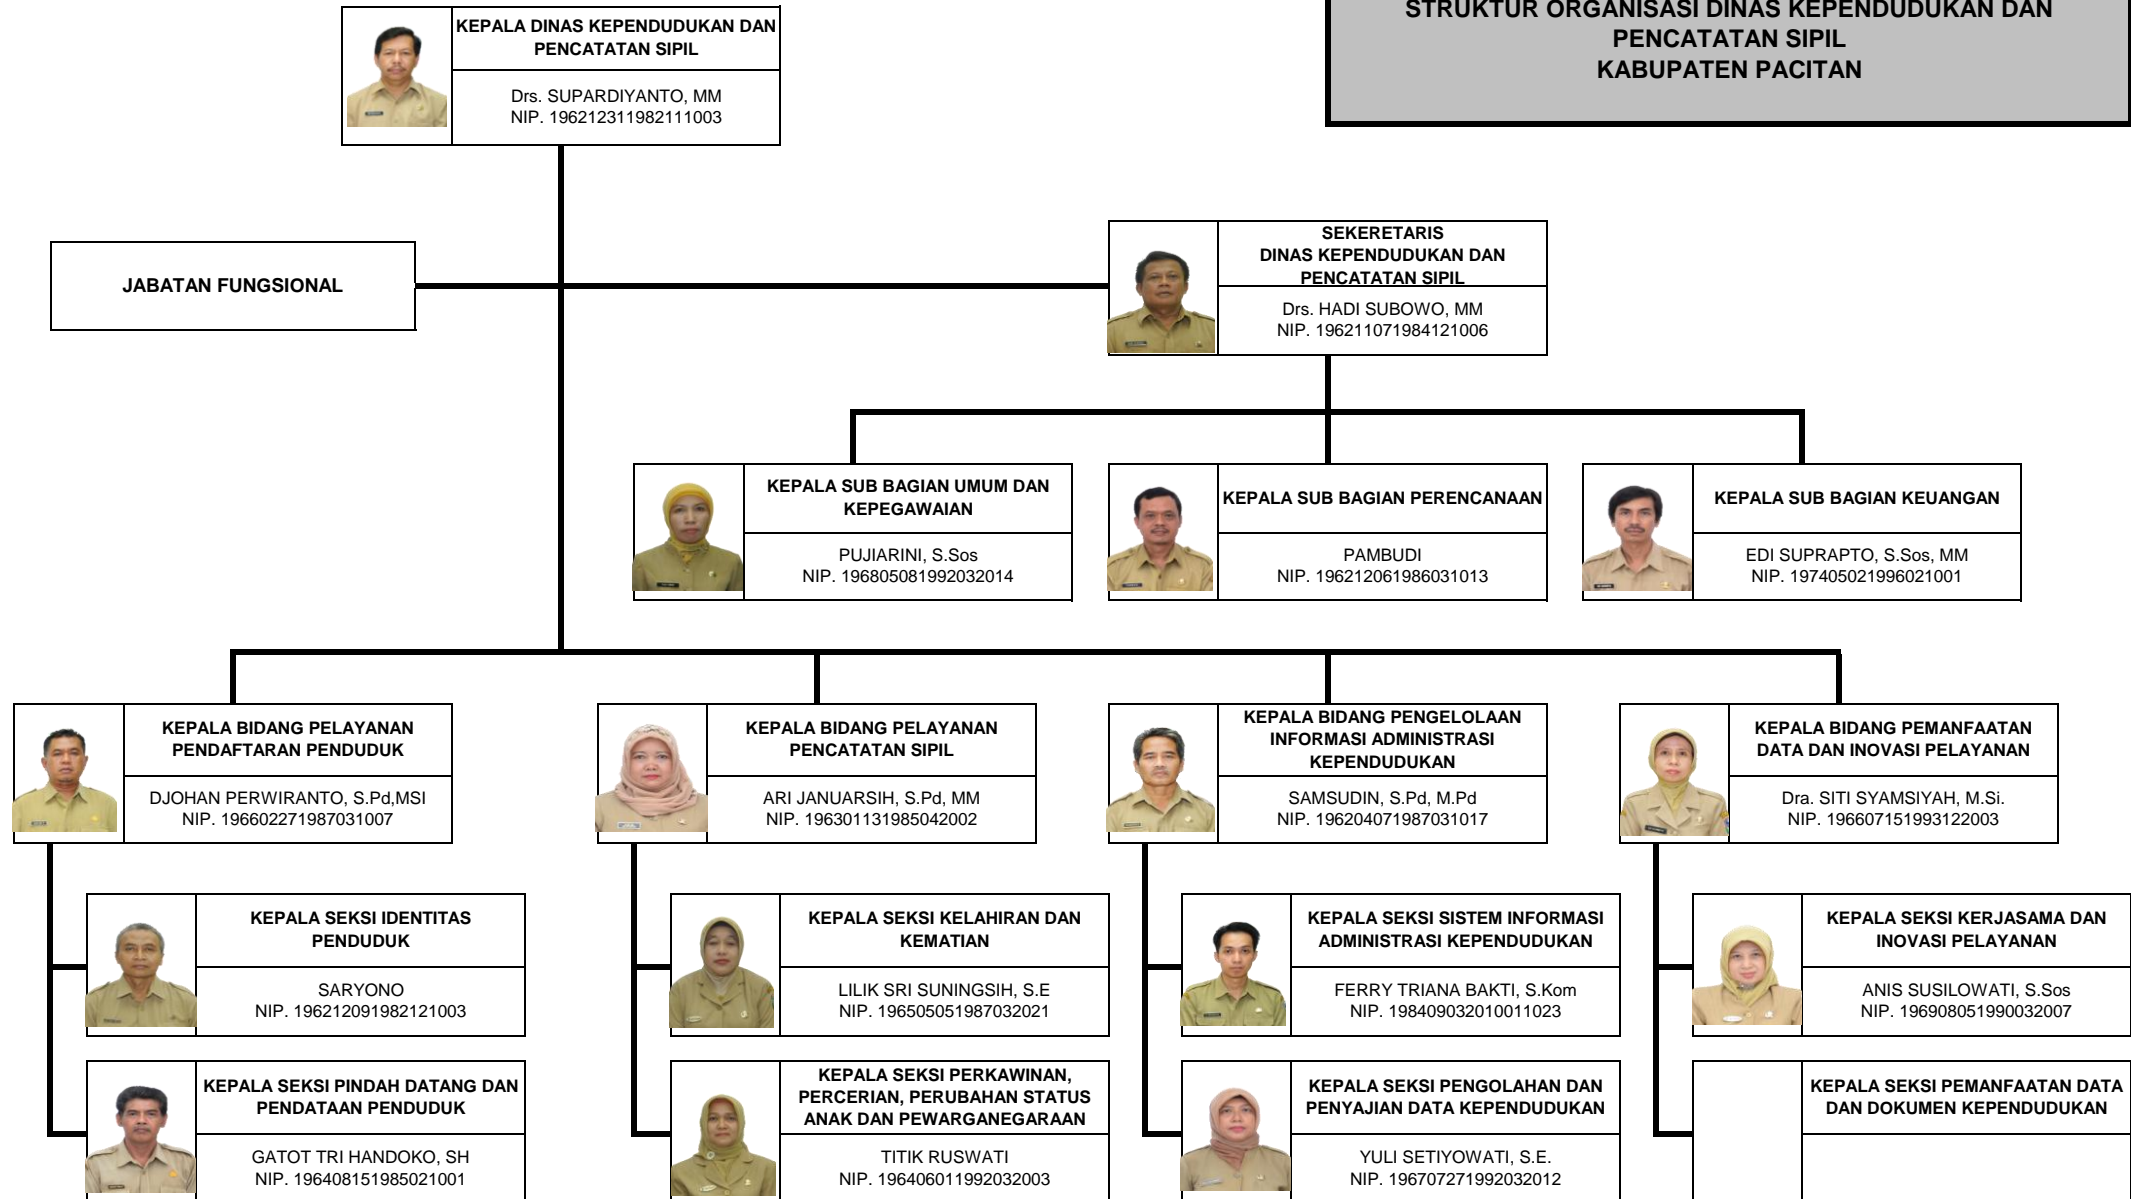 STRUKTUR ORGANISASI DINAS KEPENDUDUKAN DAN
PENCATATAN SIPIL
KABUPATEN PACITAN
KEPALA DINAS KEPENDUDUKAN DAN
PENCATATAN SIPIL
Drs. SUPARDIYANTO, MM
NIP. 196212311982111003
JABATAN FUNGSIONAL
SEKERETARIS
DINAS KEPENDUDUKAN DAN
PENCATATAN SIPIL
Drs. HADI SUBOWO, MM
NIP. 196211071984121006
KEPALA SUB BAGIAN UMUM DAN
KEPEGAWAIAN
PUJIARINI, S.Sos
NIP. 196805081992032014
KEPALA SUB BAGIAN PERENCANAAN
PAMBUDI
NIP. 196212061986031013
KEPALA SUB BAGIAN KEUANGAN
EDI SUPRAPTO, S.Sos, MM
NIP. 197405021996021001
KEPALA BIDANG PELAYANAN
PENDAFTARAN PENDUDUK
DJOHAN PERWIRANTO, S.Pd,MSI
NIP. 196602271987031007
KEPALA BIDANG PELAYANAN
PENCATATAN SIPIL
ARI JANUARSIH, S.Pd, MM
NIP. 196301131985042002
KEPALA BIDANG PENGELOLAAN
INFORMASI ADMINISTRASI
KEPENDUDUKAN
SAMSUDIN, S.Pd, M.Pd
NIP. 196204071987031017
KEPALA BIDANG PEMANFAATAN
DATA DAN INOVASI PELAYANAN
Dra. SITI SYAMSIYAH, M.Si.
NIP. 196607151993122003
KEPALA SEKSI IDENTITAS
PENDUDUK
SARYONO
NIP. 196212091982121003
KEPALA SEKSI KELAHIRAN DAN
KEMATIAN
LILIK SRI SUNINGSIH, S.E
NIP. 196505051987032021
KEPALA SEKSI SISTEM INFORMASI
ADMINISTRASI KEPENDUDUKAN
FERRY TRIANA BAKTI, S.Kom
NIP. 198409032010011023
KEPALA SEKSI KERJASAMA DAN
INOVASI PELAYANAN
ANIS SUSILOWATI, S.Sos
NIP. 196908051990032007
KEPALA SEKSI PINDAH DATANG DAN
PENDATAAN PENDUDUK
GATOT TRI HANDOKO, SH
NIP. 196408151985021001
KEPALA SEKSI PERKAWINAN,
PERCERIAN, PERUBAHAN STATUS
ANAK DAN PEWARGANEGARAAN
TITIK RUSWATI
NIP. 196406011992032003
KEPALA SEKSI PENGOLAHAN DAN
PENYAJIAN DATA KEPENDUDUKAN
YULI SETIYOWATI, S.E.
NIP. 196707271992032012
KEPALA SEKSI PEMANFAATAN DATA
DAN DOKUMEN KEPENDUDUKAN